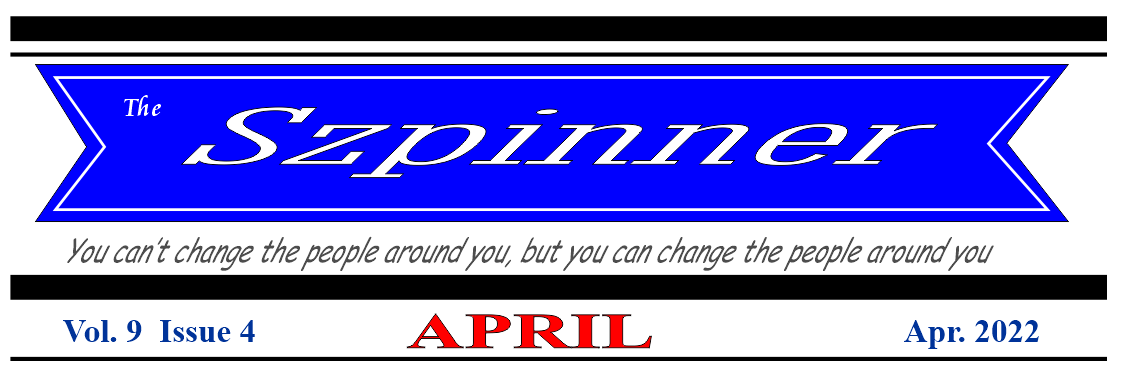 The
Szpinner
You can't change the people around you, but you can change the people around you
Vol. 9 Issue 4 APRIL Apr. 2022